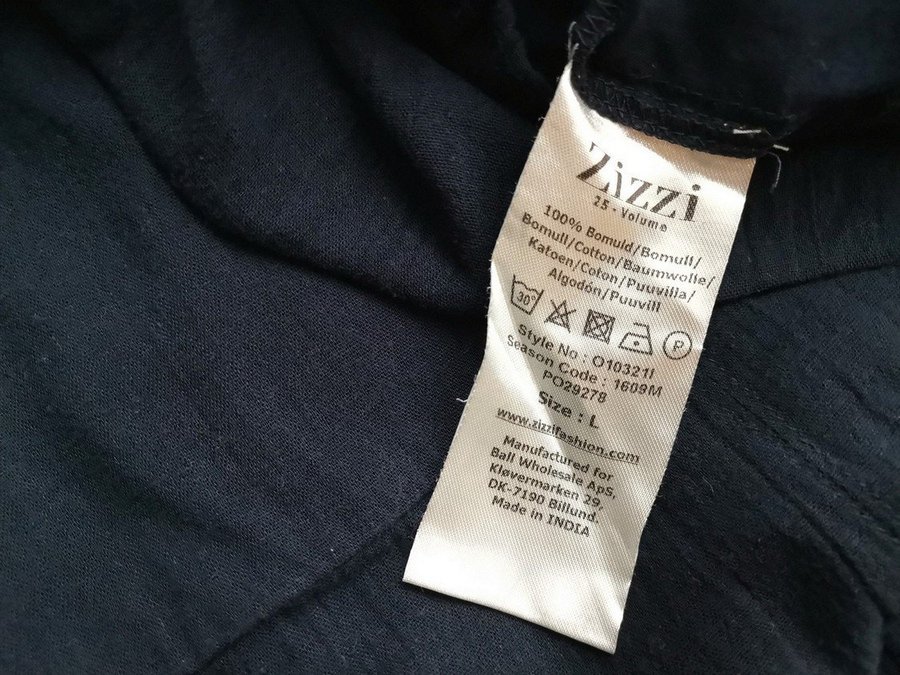 Zizzi
25 - Volume
100% Bomuld/Bomull/
Bomull/Cotton/Baumwolle/
Katoen/Coton/Puuvilla/
Algodón/Puuvill
30° P
Style No : O10321I
Season Code : 1609M
PO29278
Size : L
www.zizzifashion.com
Manufactured for
Ball Wholesale ApS,
Kløvermarken 29,
DK-7190 Billund.
Made in INDIA